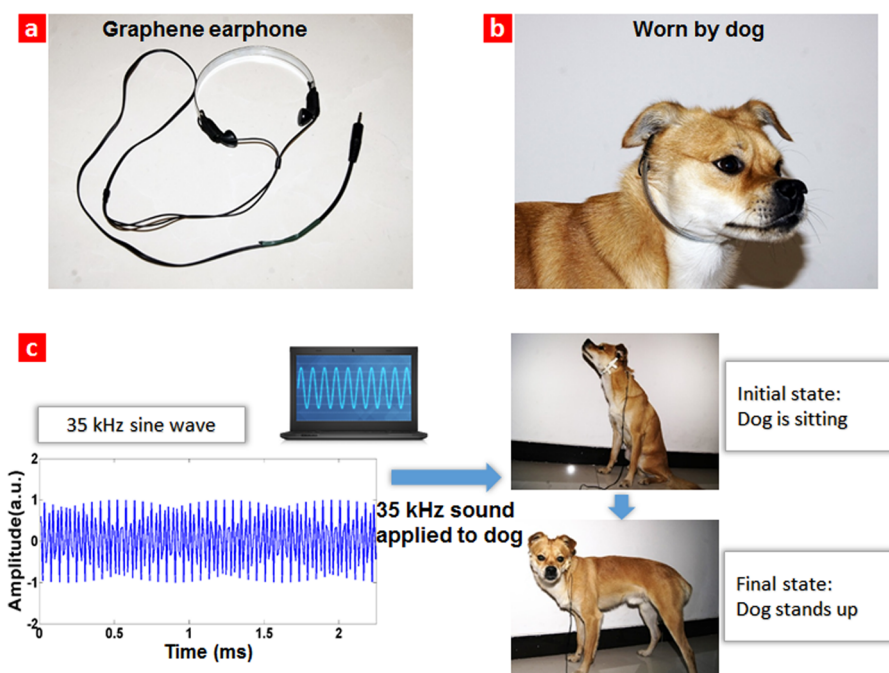 a
Graphene earphone
b
Worn by dog
c
35 kHz sine wave
2
1
0
-1
-2
Amplitude(a.u.)
0
0.5
1
1.5
2
Time (ms)
35 kHz sound
applied to dog
Initial state:
Dog is sitting
Final state:
Dog stands up